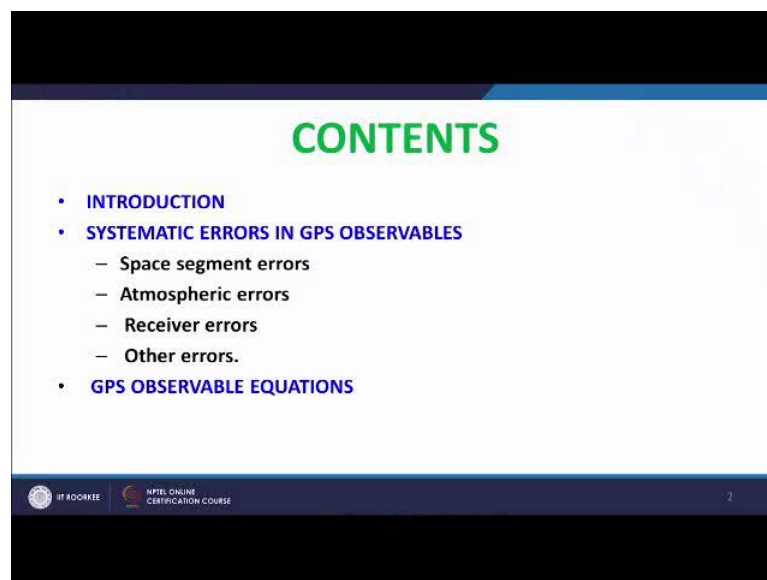 CONTENTS
• INTRODUCTION
• SYSTEMATIC ERRORS IN GPS OBSERVABLES
– Space segment errors
– Atmospheric errors
– Receiver errors
– Other errors.
• GPS OBSERVABLE EQUATIONS
IIT ROORKEE
NPTEL ONLINE
CERTIFICATION COURSE
2